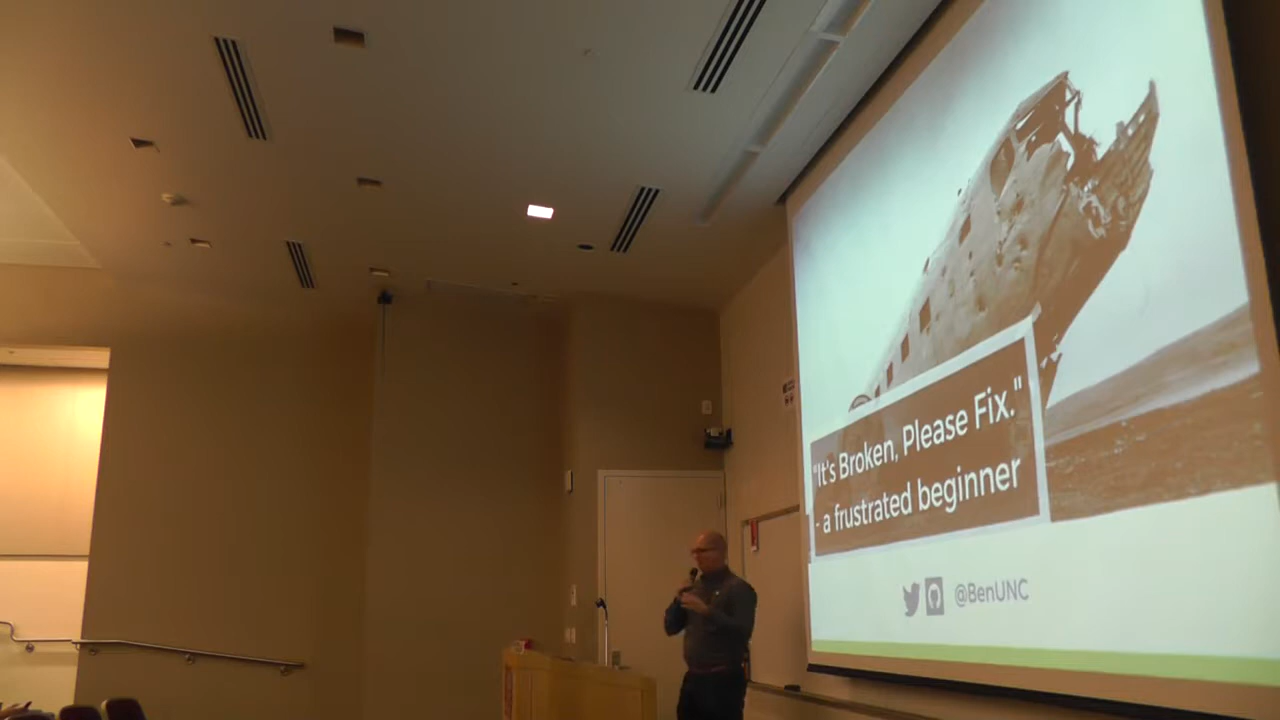 "It's Broken, Please Fix."
- a frustrated beginner
@BenUNC